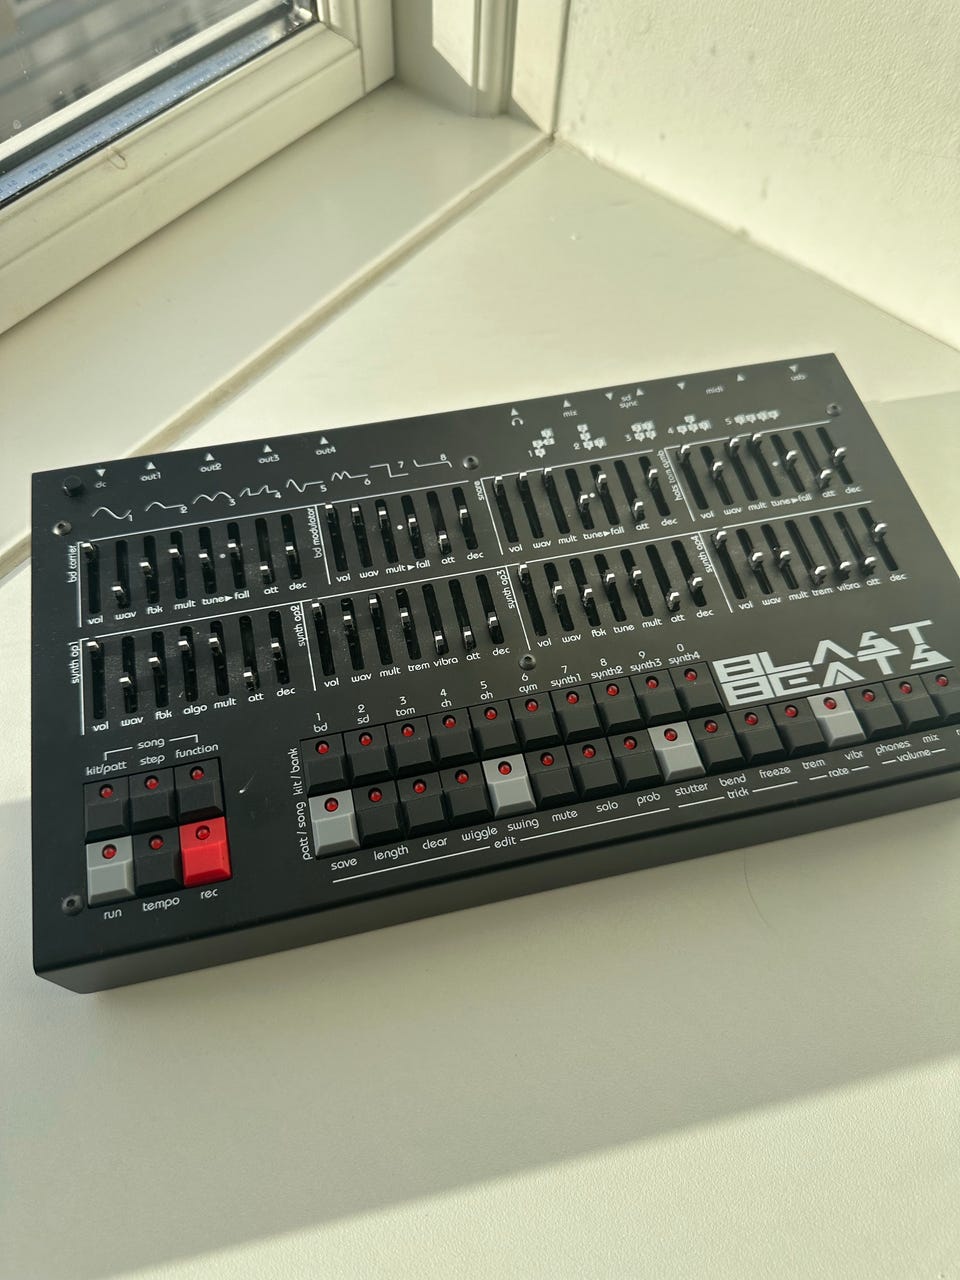 dc out1 out2 out3 out4 mix sd sync midi usb
1 2 3 4 5 6 7 8
1 2 3 4 5
bd carrier
vol wav fbk mult tune▸fall att dec
bd modulator
vol wav mult▸fall att dec
snare
vol wav mult tune▸fall att dec
hats tom cymb
vol wav mult tune▸fall att dec
synth op1
vol wav fbk algo mult att dec
synth op2
vol wav mult trem vibra att dec
synth op3
vol wav fbk tune mult att dec
synth op4
vol wav mult trem vibra att dec
BLAST
BEATS
song
kit/patt step function
run tempo rec
1 2 3 4 5 6 7 8 9 0
bd sd tom ch oh cym synth1 synth2 synth3 synth4
kit / bank
patt / song
save length clear wiggle swing mute solo prob stutter bend freeze trem vibr phones mix
edit trick rate volume